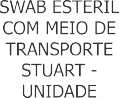 SWAB ESTERIL
COM MEIO DE
TRANSPORTE
STUART -
UNIDADE